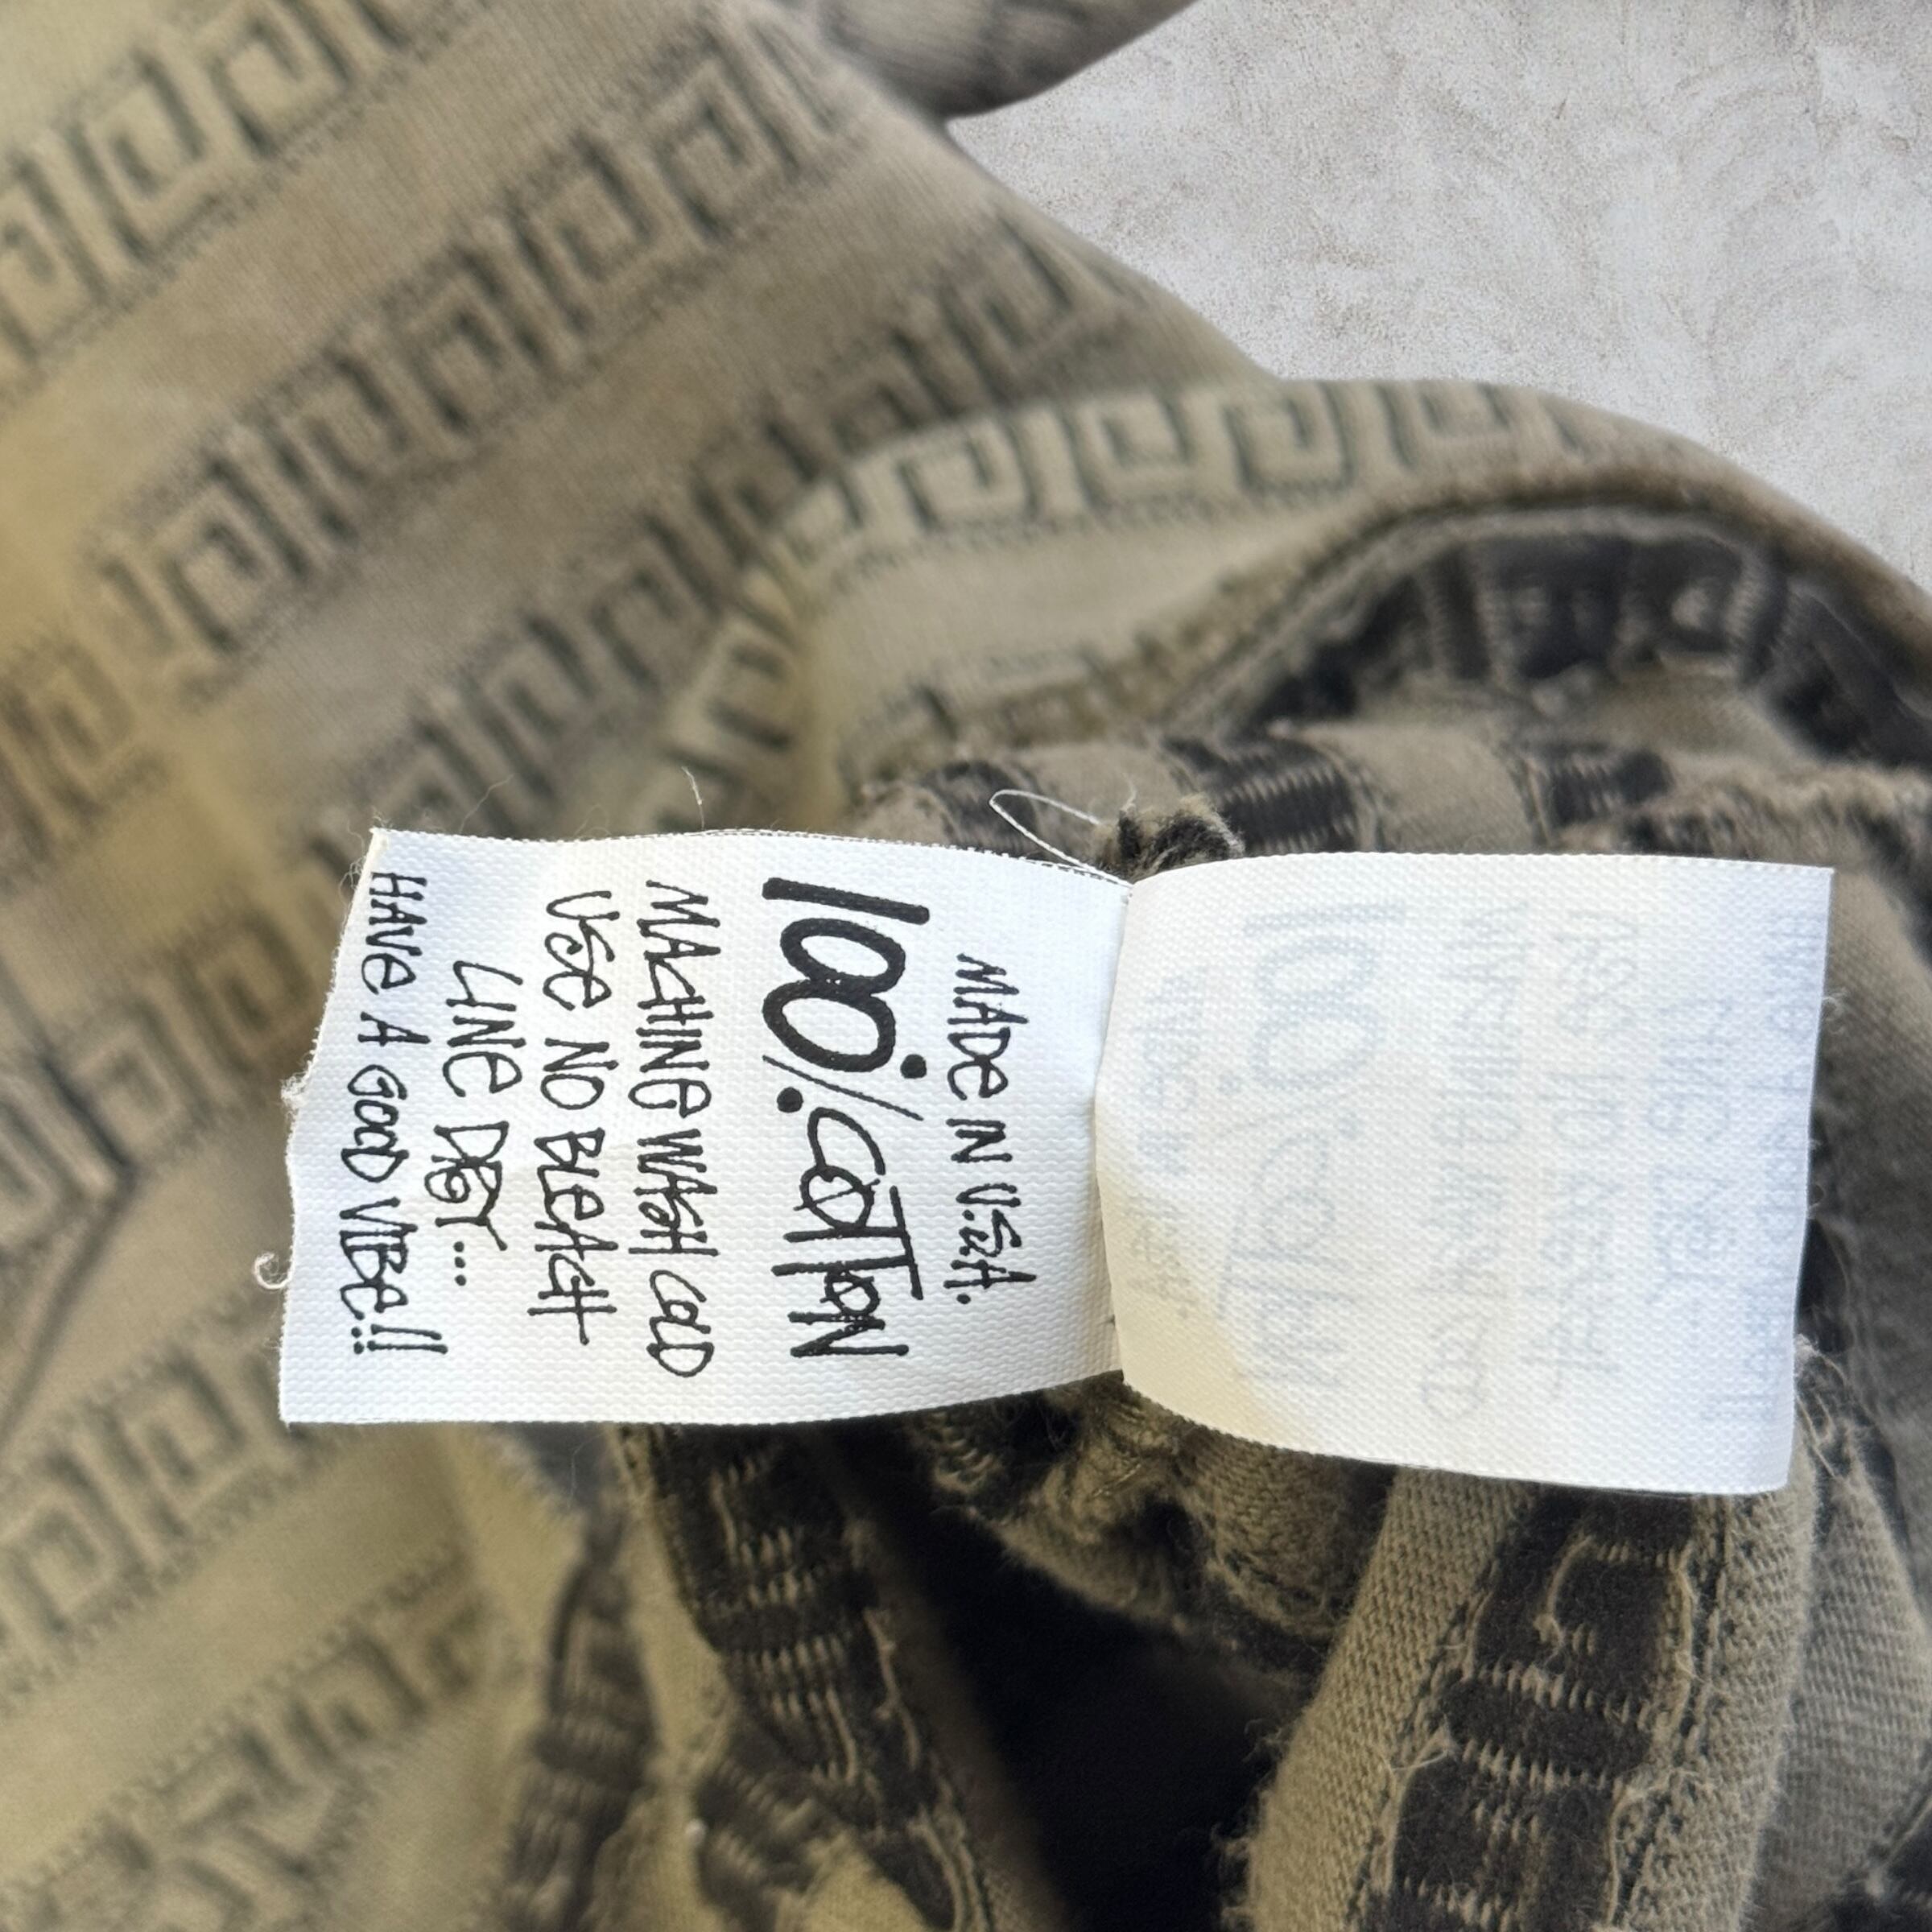 MADE IN U.S.A.
100% COTTON
MACHINE WASH COLD
USE NO BLEACH
LINE DRY...
HAVE A GOOD VIBE!!